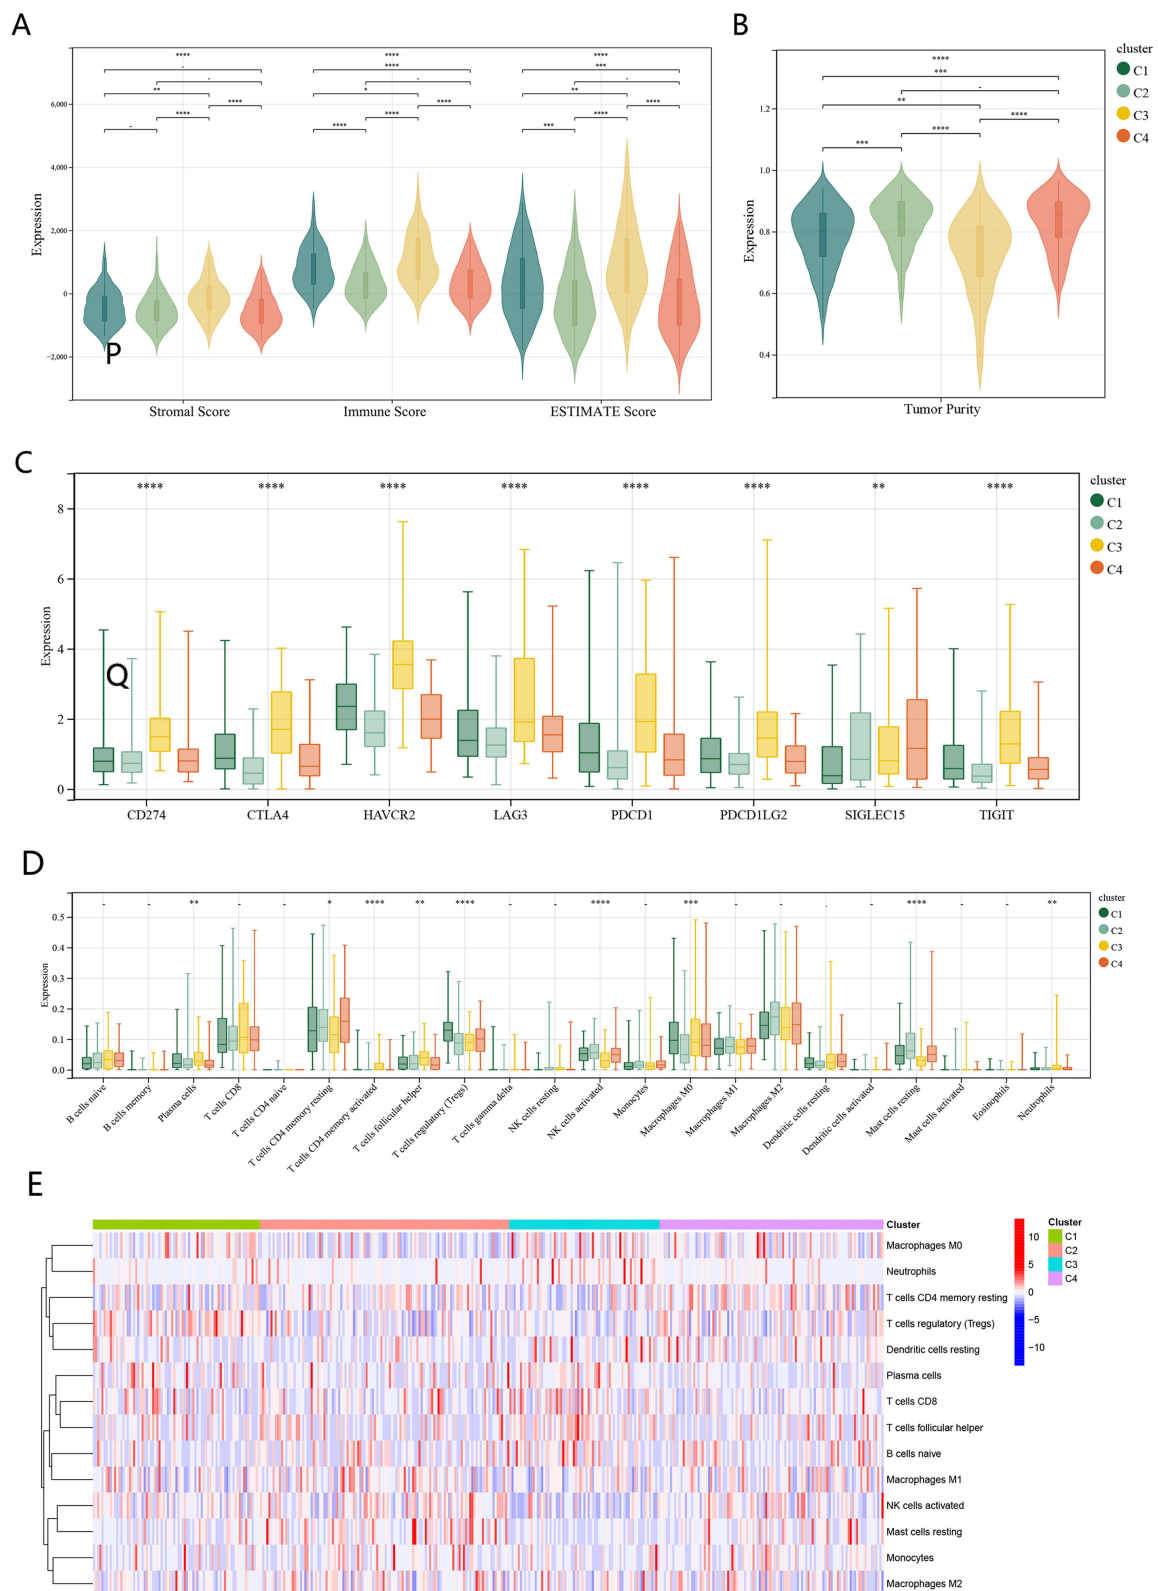 A
B
cluster
C1
C2
C3
C4
****
****
****
-
****
***
-
-
-
**
*
**
****
****
****
****
****
****
-
****
***
6,000
4,000
2,000
0
−2,000
Expression
P
Stromal Score
Immune Score
ESTIMATE Score
****
***
-
**
****
****
***
1.2
1.0
0.8
0.6
0.4
Expression
Tumor Purity
C
cluster
C1
C2
C3
C4
**** **** **** **** **** **** ** ****
8
6
4
2
0
Expression
Q
CD274 CTLA4 HAVCR2 LAG3 PDCD1 PDCD1LG2 SIGLEC15 TIGIT
D
cluster
C1
C2
C3
C4
- - ** - - * **** ** **** - - **** - *** - - - - **** - - **
0.5
0.4
0.3
0.2
0.1
0.0
Expression
B cells naive
B cells memory
Plasma cells
T cells CD8
T cells CD4 naive
T cells CD4 memory resting
T cells CD4 memory activated
T cells follicular helper
T cells regulatory (Tregs)
T cells gamma delta
NK cells resting
NK cells activated
Monocytes
Macrophages M0
Macrophages M1
Macrophages M2
Dendritic cells resting
Dendritic cells activated
Mast cells resting
Mast cells activated
Eosinophils
Neutrophils
E
Cluster
Macrophages M0
Neutrophils
T cells CD4 memory resting
T cells regulatory (Tregs)
Dendritic cells resting
Plasma cells
T cells CD8
T cells follicular helper
B cells naive
Macrophages M1
NK cells activated
Mast cells resting
Monocytes
Macrophages M2
10
5
0
−5
−10
Cluster
C1
C2
C3
C4